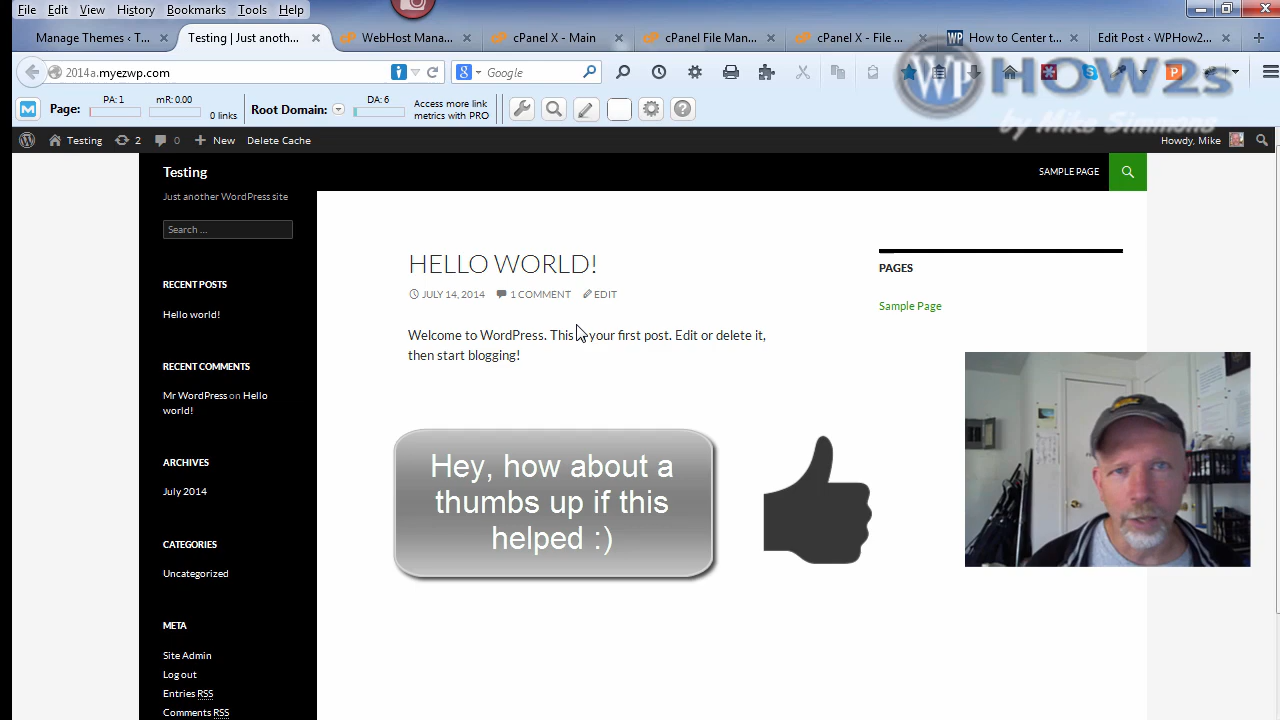 File Edit View History Bookmarks Tools Help
Manage Themes ‹ T...
Testing | Just anoth...
WebHost Mana...
cPanel X - Main
cPanel File Man...
cPanel X - File ...
How to Center t...
Edit Post ‹ WPHow2...
2014a.myezwp.com
Google
WP HOW2s
by Mike Simmons
Page:
PA: 1
mR: 0.00
0 links
Root Domain:
DA: 6
Access more link
metrics with PRO
Testing
2
0
New
Delete Cache
Howdy, Mike
Testing
SAMPLE PAGE
Just another WordPress site
Search ...
HELLO WORLD!
JULY 14, 2014 1 COMMENT EDIT
Welcome to WordPress. This your first post. Edit or delete it,
then start blogging!
PAGES
Sample Page
RECENT POSTS
Hello world!
RECENT COMMENTS
Mr WordPress on Hello
world!
ARCHIVES
July 2014
CATEGORIES
Uncategorized
META
Site Admin
Log out
Entries RSS
Comments RSS
Hey, how about a
thumbs up if this
helped :)